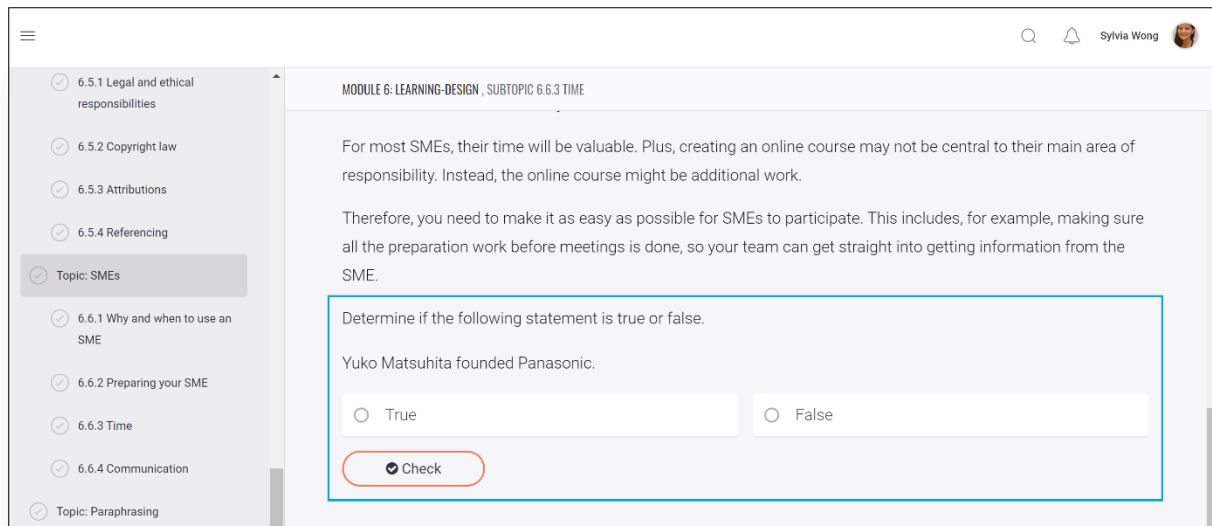 Sylvia Wong
6.5.1 Legal and ethical
responsibilities
6.5.2 Copyright law
6.5.3 Attributions
6.5.4 Referencing
Topic: SMEs
6.6.1 Why and when to use an
SME
6.6.2 Preparing your SME
6.6.3 Time
6.6.4 Communication
Topic: Paraphrasing
MODULE 6: LEARNING-DESIGN , SUBTOPIC 6.6.3 TIME
For most SMEs, their time will be valuable. Plus, creating an online course may not be central to their main area of
responsibility. Instead, the online course might be additional work.
Therefore, you need to make it as easy as possible for SMEs to participate. This includes, for example, making sure
all the preparation work before meetings is done, so your team can get straight into getting information from the
SME.
Determine if the following statement is true or false.
Yuko Matsuhita founded Panasonic.
True
False
Check